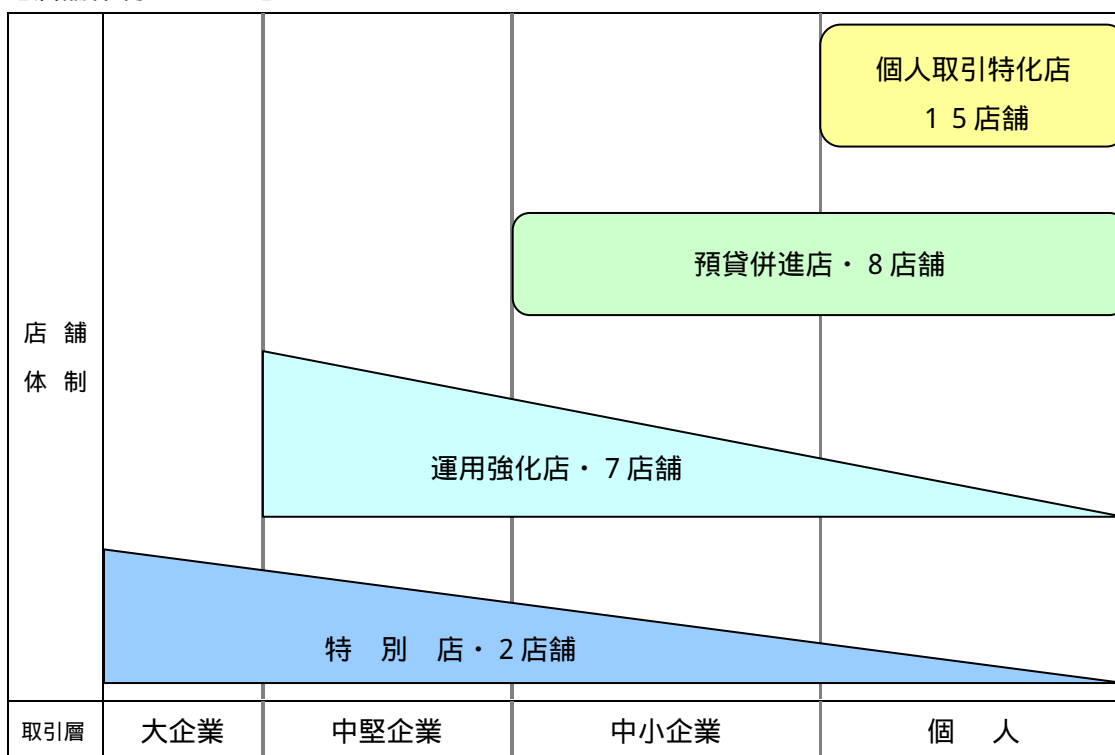 個人取引特化店
１５店舗
預貸併進店・８店舗
店 舗
体 制
運用強化店・７店舗
特 別 店・２店舗
取引層
大企業
中堅企業
中小企業
個 人